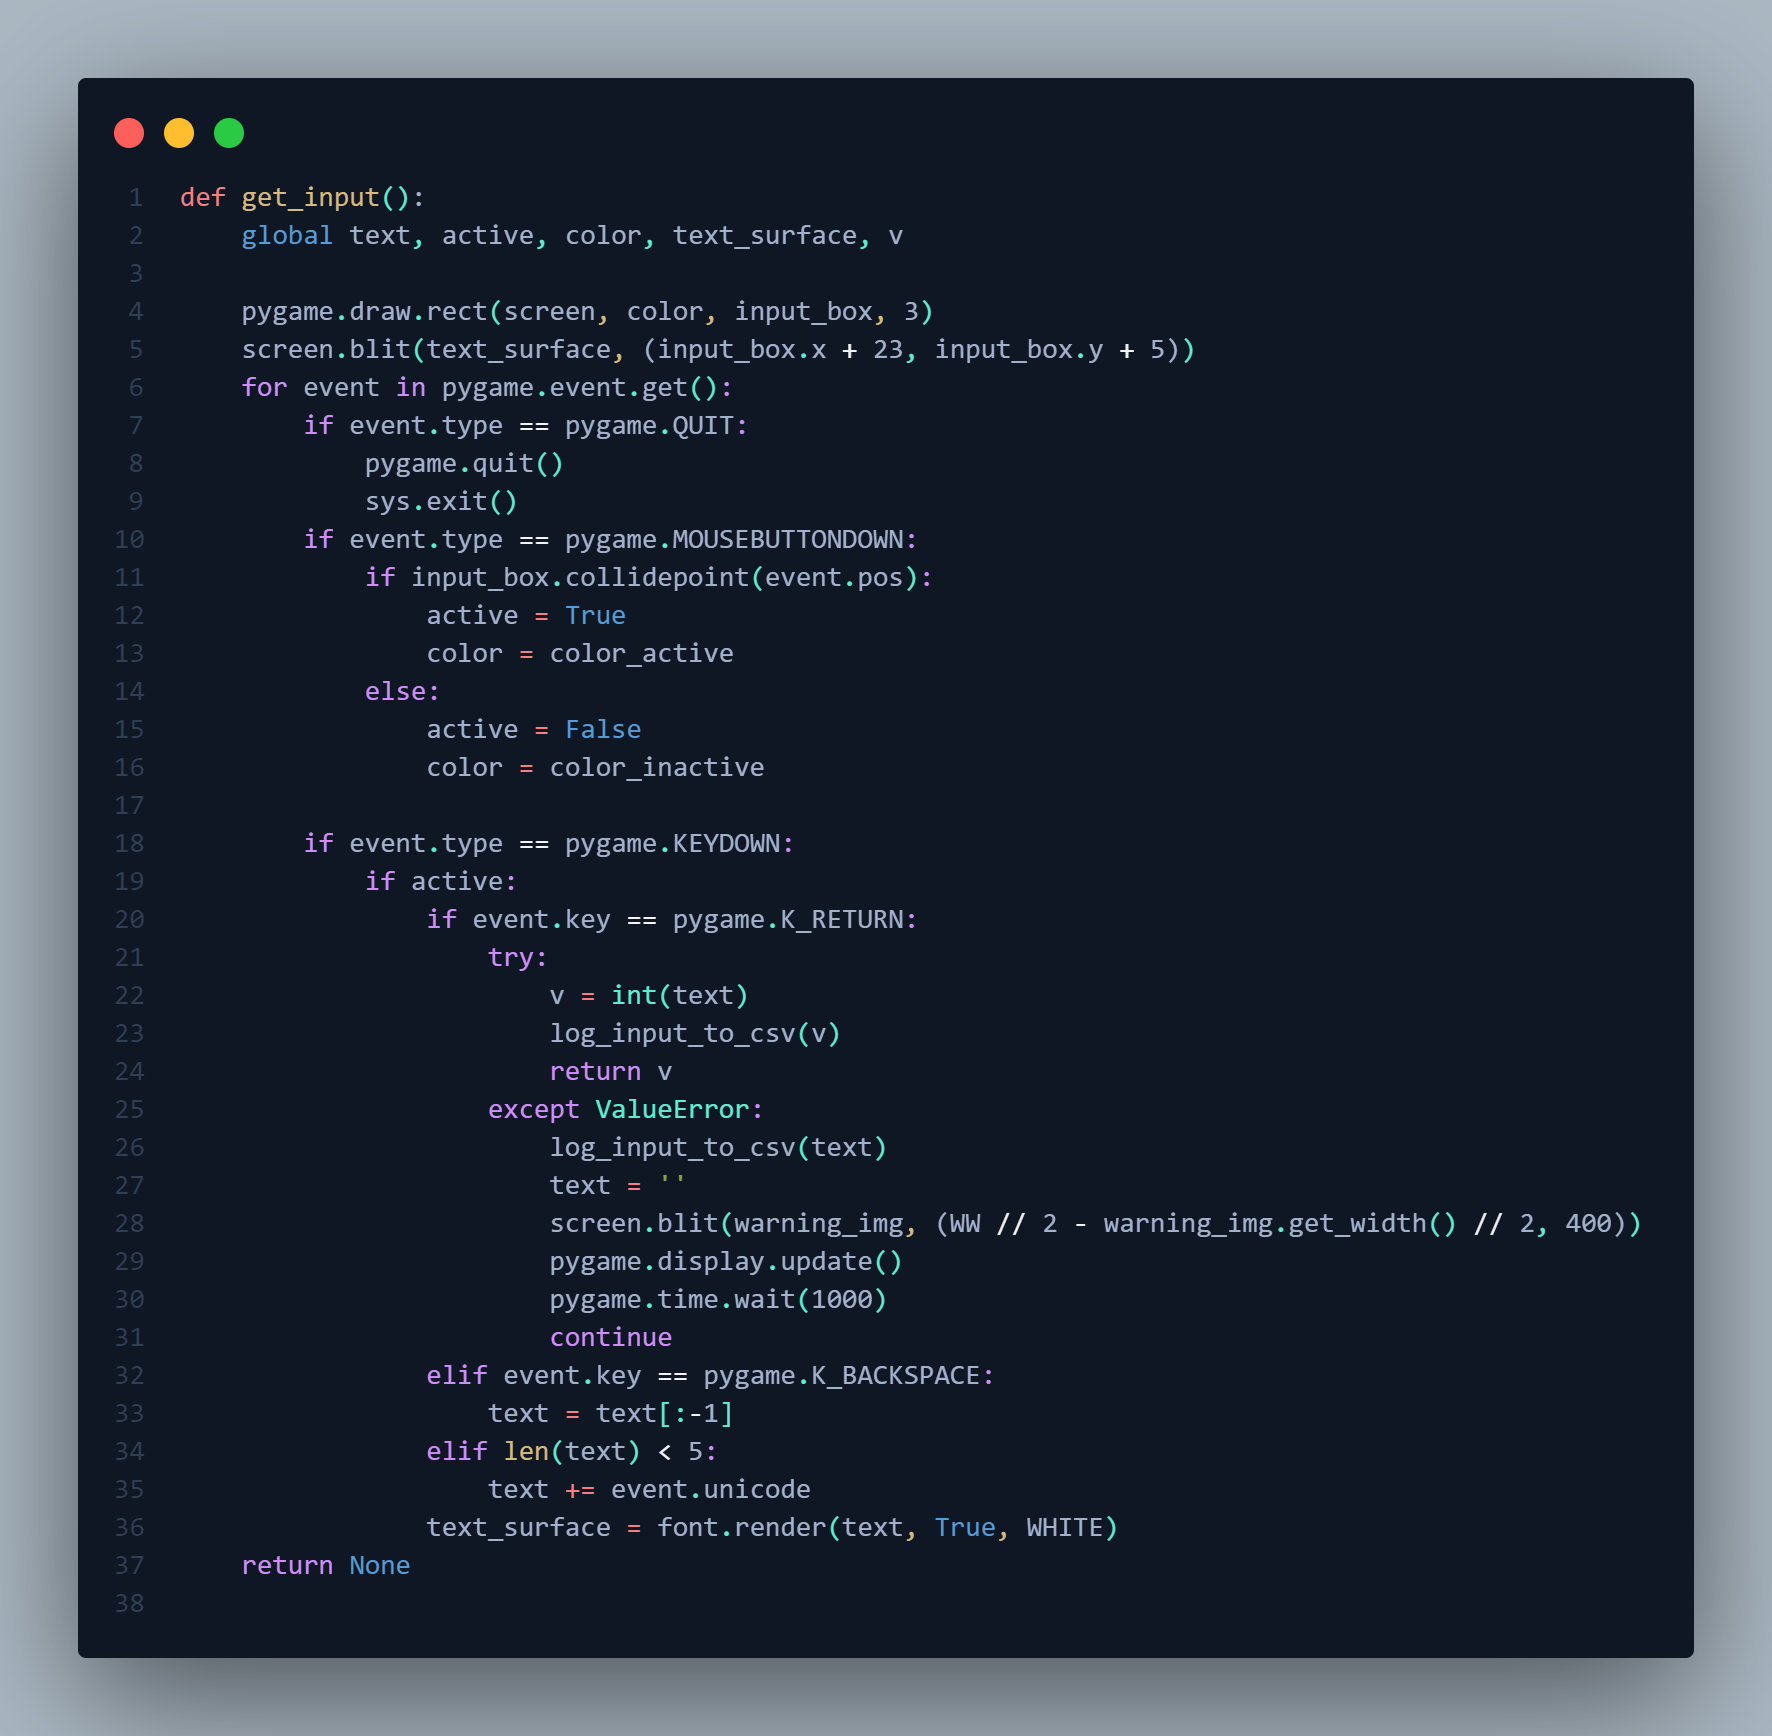 1 def get_input():
2     global text, active, color, text_surface, v
3
4     pygame.draw.rect(screen, color, input_box, 3)
5     screen.blit(text_surface, (input_box.x + 23, input_box.y + 5))
6     for event in pygame.event.get():
7         if event.type == pygame.QUIT:
8             pygame.quit()
9             sys.exit()
10         if event.type == pygame.MOUSEBUTTONDOWN:
11             if input_box.collidepoint(event.pos):
12                 active = True
13                 color = color_active
14             else:
15                 active = False
16                 color = color_inactive
17
18         if event.type == pygame.KEYDOWN:
19             if active:
20                 if event.key == pygame.K_RETURN:
21                     try:
22                         v = int(text)
23                         log_input_to_csv(v)
24                         return v
25                     except ValueError:
26                         log_input_to_csv(text)
27                         text = ''
28                         screen.blit(warning_img, (WW // 2 - warning_img.get_width() // 2, 400))
29                         pygame.display.update()
30                         pygame.time.wait(1000)
31                         continue
32                 elif event.key == pygame.K_BACKSPACE:
33                     text = text[:-1]
34                 elif len(text) < 5:
35                     text += event.unicode
36                 text_surface = font.render(text, True, WHITE)
37     return None
38